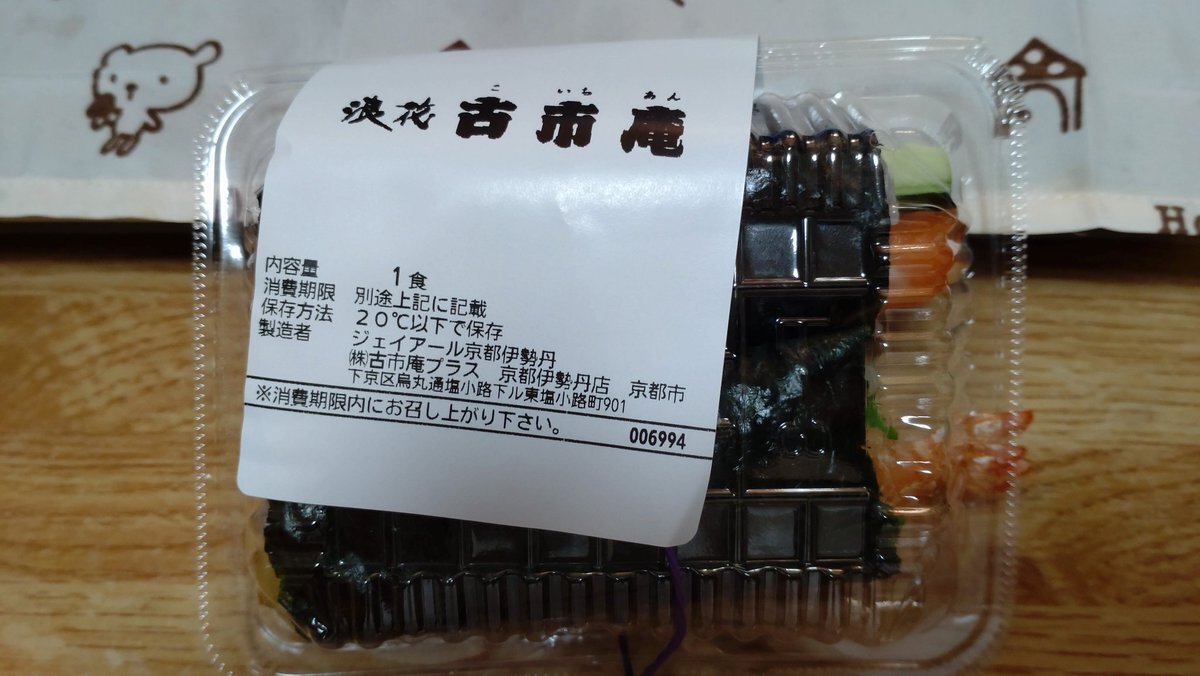 こ いち あん
浪花 古市庵
内容量 1食
消費期限 別途上記に記載
保存方法 20℃以下で保存
製造者 ジェイアール京都伊勢丹
㈱古市庵プラス 京都伊勢丹店 京都市
下京区烏丸通塩小路下ル東塩小路町901
※消費期限内にお召し上がり下さい。
006994